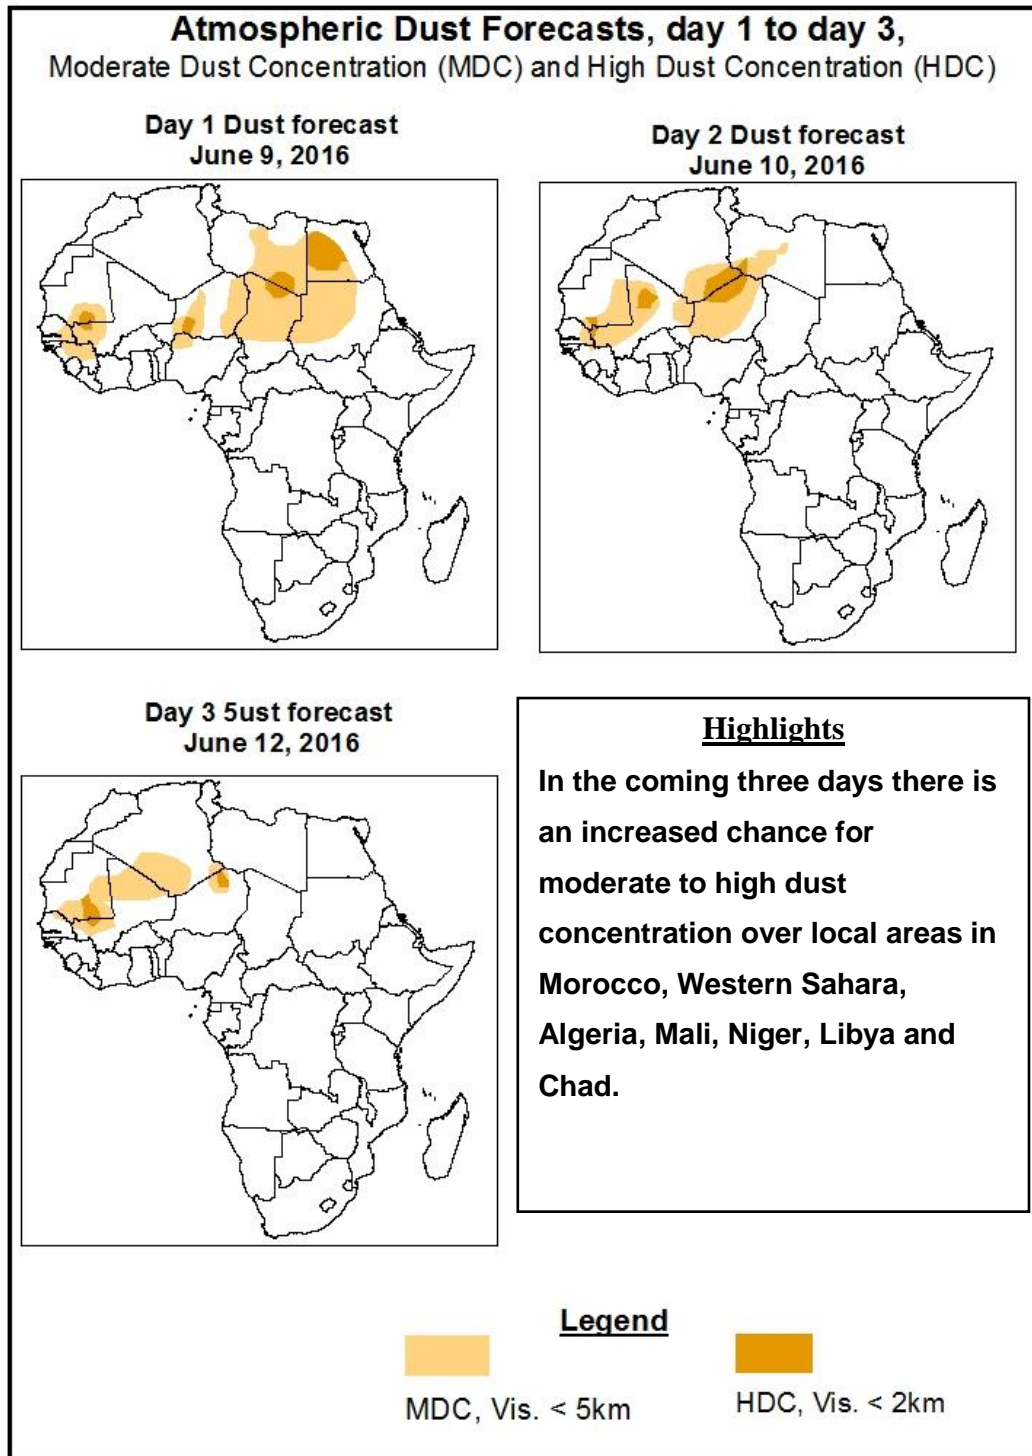 Atmospheric Dust Forecasts, day 1 to day 3,
Moderate Dust Concentration (MDC) and High Dust Concentration (HDC)
Day 1 Dust forecast
June 9, 2016
Day 2 Dust forecast
June 10, 2016
Day 3 5ust forecast
June 12, 2016
Highlights
In the coming three days there is
an increased chance for
moderate to high dust
concentration over local areas in
Morocco, Western Sahara,
Algeria, Mali, Niger, Libya and
Chad.
Legend
MDC, Vis. < 5km
HDC, Vis. < 2km